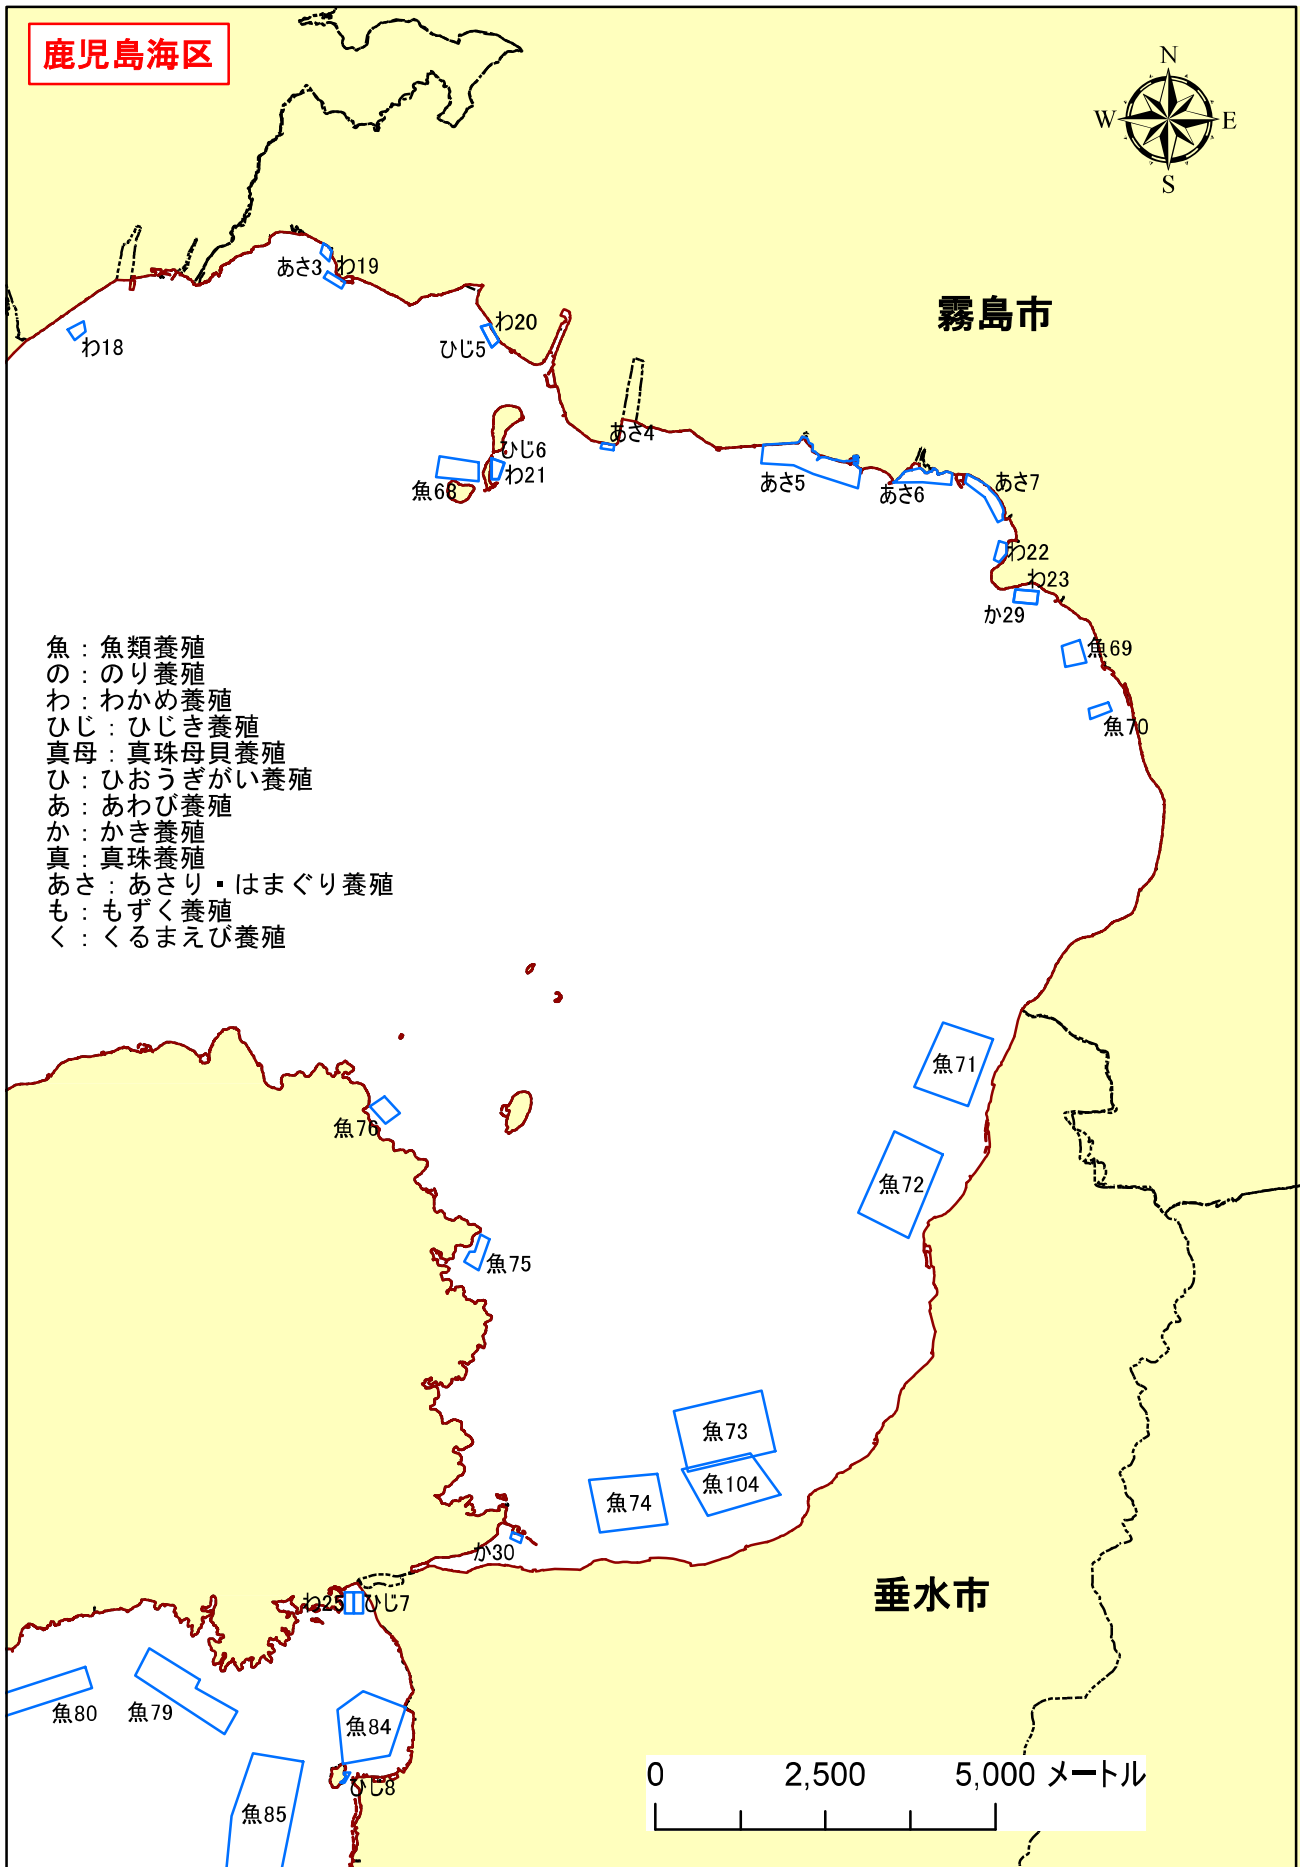 鹿児島海区
N
W
E
S
あさ3
わ19
霧島市
わ18
わ20
ひじ5
あさ4
ひじ6
わ21
魚68
あさ5
あさ6
あさ7
わ22
わ23
か29
魚69
魚70
魚：魚類養殖
の：のり養殖
わ：わかめ養殖
ひじ：ひじき養殖
真母：真珠母貝養殖
ひ：ひおうぎがい養殖
あ：あわび養殖
か：かき養殖
真：真珠養殖
あさ：あさり・はまぐり養殖
も：もずく養殖
く：くるまえび養殖
魚71
魚76
魚72
魚75
魚73
魚104
魚74
か30
わ25
ひじ7
垂水市
魚80
魚79
魚84
ひじ8
魚85
0 2,500 5,000 メートル